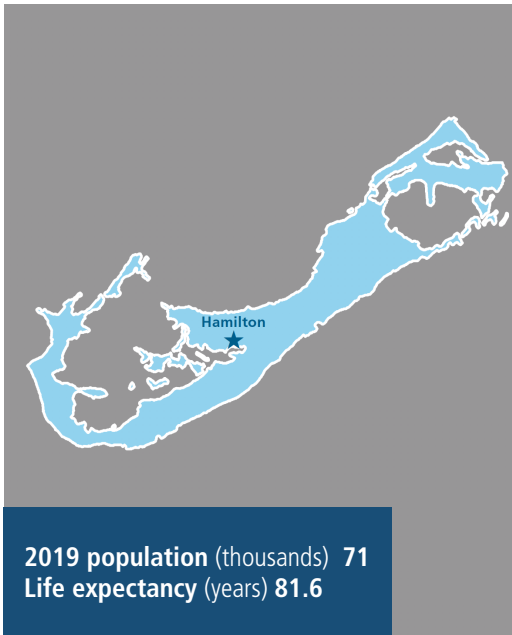 Hamilton
2019 population (thousands) 71
Life expectancy (years) 81.6